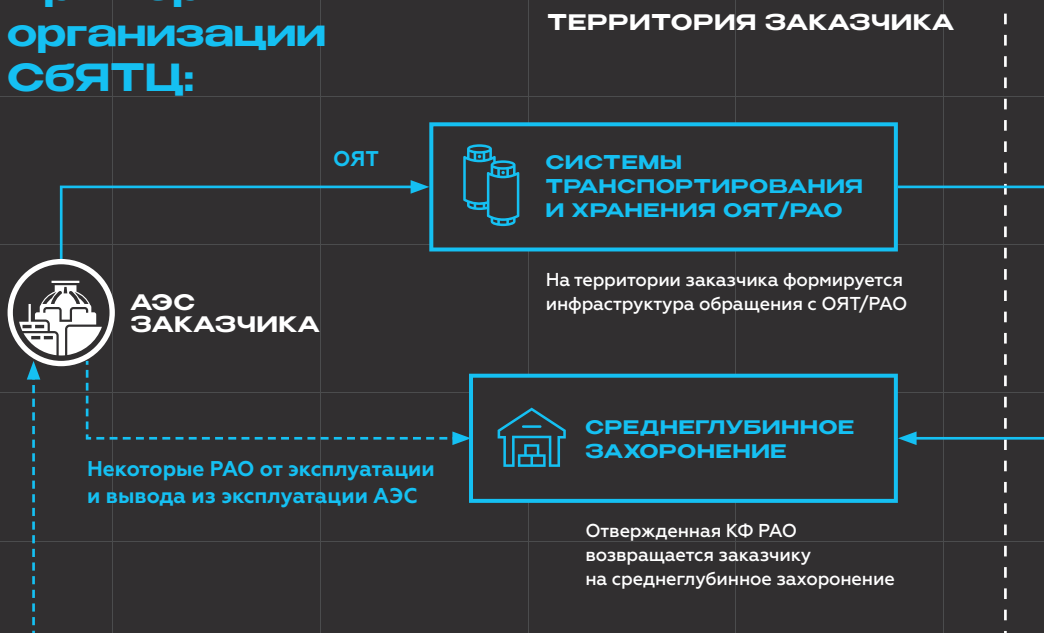 организации
СбЯТЦ:
ТЕРРИТОРИЯ ЗАКАЗЧИКА
ОЯТ
СИСТЕМЫ
ТРАНСПОРТИРОВАНИЯ
И ХРАНЕНИЯ ОЯТ/РАО
На территории заказчика формируется
инфраструктура обращения с ОЯТ/РАО
АЭС
ЗАКАЗЧИКА
СРЕДНЕГЛУБИННОЕ
ЗАХОРОНЕНИЕ
Некоторые РАО от эксплуатации
и вывода из эксплуатации АЭС
Отвержденная КФ РАО
возвращается заказчику
на среднеглубинное захоронение